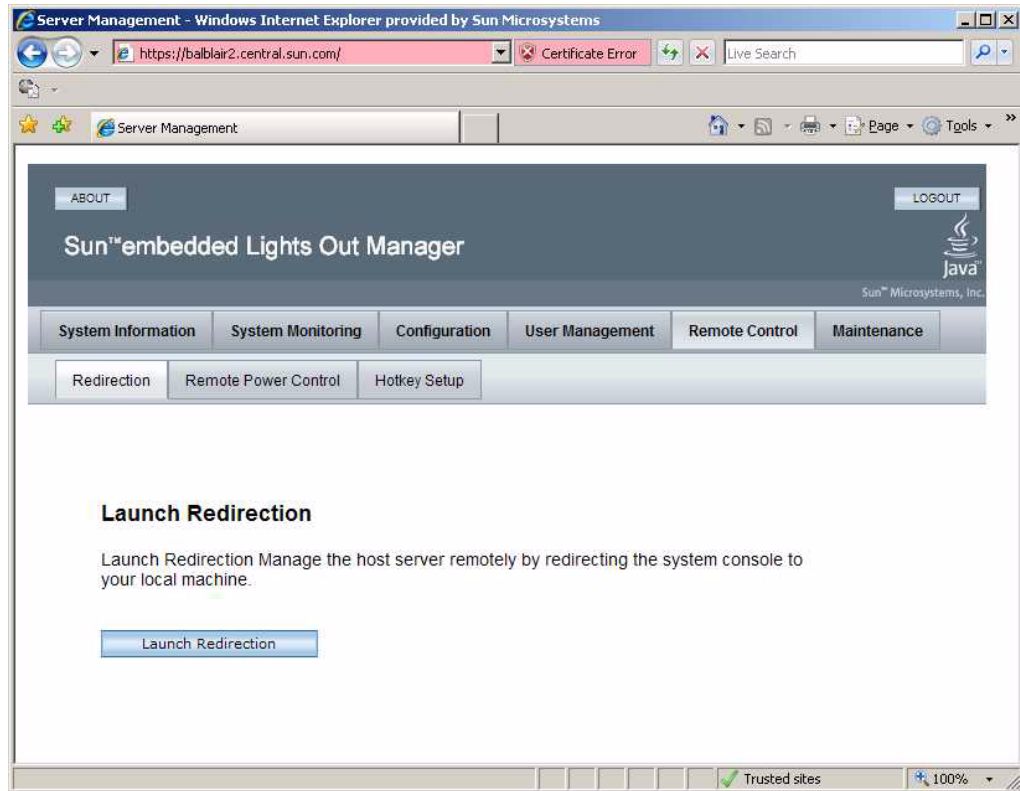 Server Management - Windows Internet Explorer provided by Sun Microsystems
https://balblair2.central.sun.com/
Certificate Error
Live Search
Server Management
Page
Tools
»
ABOUT
LOGOUT
Sun™embedded Lights Out Manager
Java™
Sun™ Microsystems, Inc.
System Information
System Monitoring
Configuration
User Management
Remote Control
Maintenance
Redirection
Remote Power Control
Hotkey Setup
Launch Redirection
Launch Redirection Manage the host server remotely by redirecting the system console to
your local machine.
Launch Redirection
Trusted sites
100%